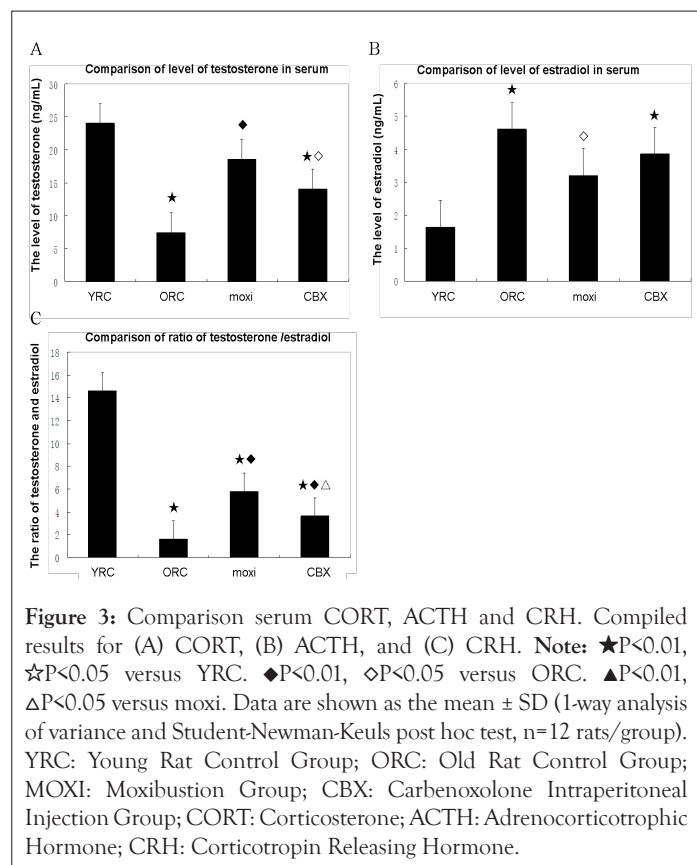 A
Comparison of level of testosterone in serum
The level of testosterone (ng/mL)
30
25
20
15
10
5
0
★
◆
★◇
YRC ORC moxi CBX
B
Comparison of level of estradiol in serum
The level of estradiol (ng/mL)
6
5
4
3
2
1
0
★
◇
★
YRC ORC moxi CBX
C
Comparison of ratio of testosterone /estradiol
The ratio of testosterone and estradiol
18
16
14
12
10
8
6
4
2
0
★
★◆
★◆△
YRC ORC moxi CBX
Figure 3: Comparison serum CORT, ACTH and CRH. Compiled
results for (A) CORT, (B) ACTH, and (C) CRH. Note: ★P<0.01,
☆P<0.05 versus YRC. ◆P<0.01, ◇P<0.05 versus ORC. ▲P<0.01,
△P<0.05 versus moxi. Data are shown as the mean ± SD (1-way analysis
of variance and Student-Newman-Keuls post hoc test, n=12 rats/group).
YRC: Young Rat Control Group; ORC: Old Rat Control Group;
MOXI: Moxibustion Group; CBX: Carbenoxolone Intraperitoneal
Injection Group; CORT: Corticosterone; ACTH: Adrenocorticotrophic
Hormone; CRH: Corticotropin Releasing Hormone.